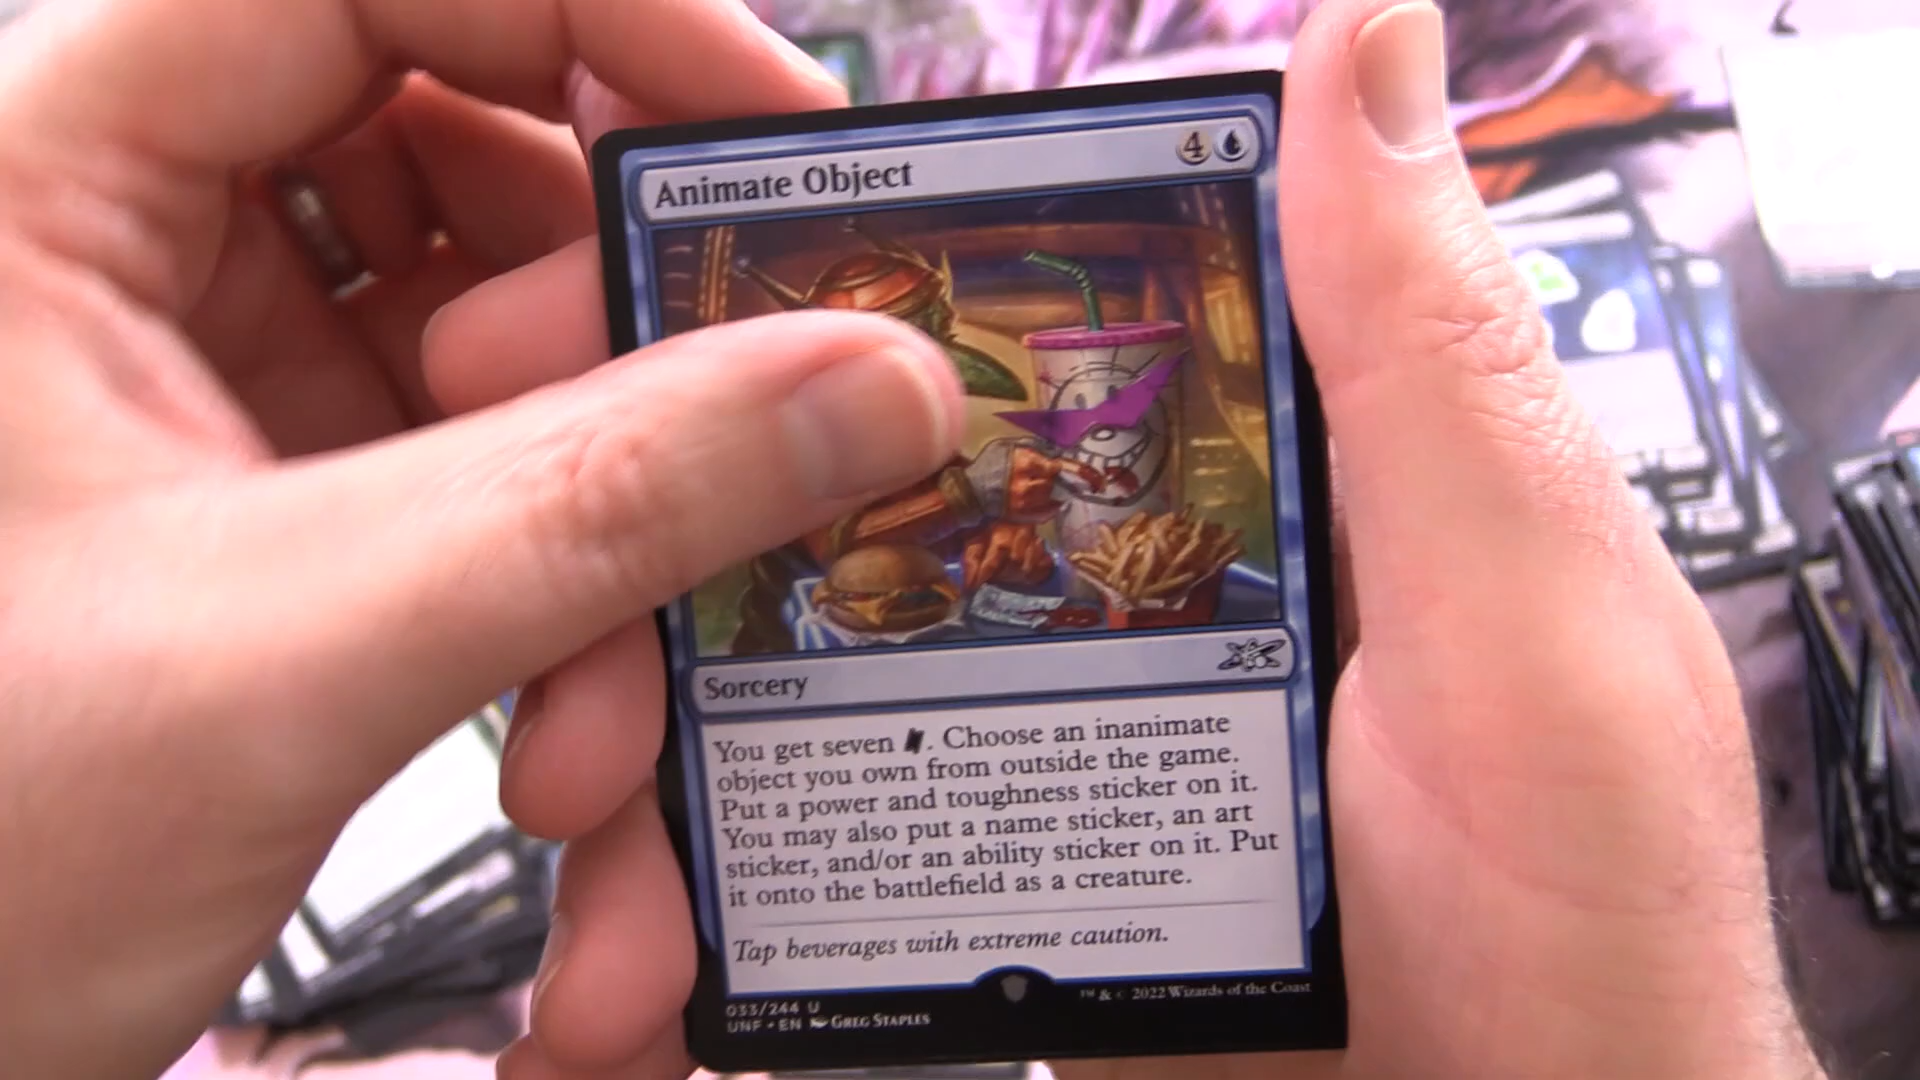 Animate Object 4
Sorcery
You get seven . Choose an inanimate
object you own from outside the game.
Put a power and toughness sticker on it.
You may also put a name sticker, an art
sticker, and/or an ability sticker on it. Put
it onto the battlefield as a creature.
Tap beverages with extreme caution.
033/244 U
UNF • EN GREG STAPLES
™ & © 2022 Wizards of the Coast